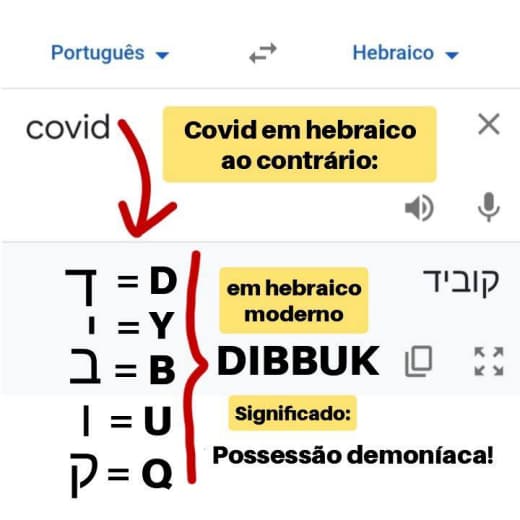 Português Hebraico
covid
Covid em hebraico
ao contrário:
קוביד
ד = D
י = Y
ב = B
ו = U
ק = Q
em hebraico
moderno
DIBBUK
Significado:
Possessão demoníaca!